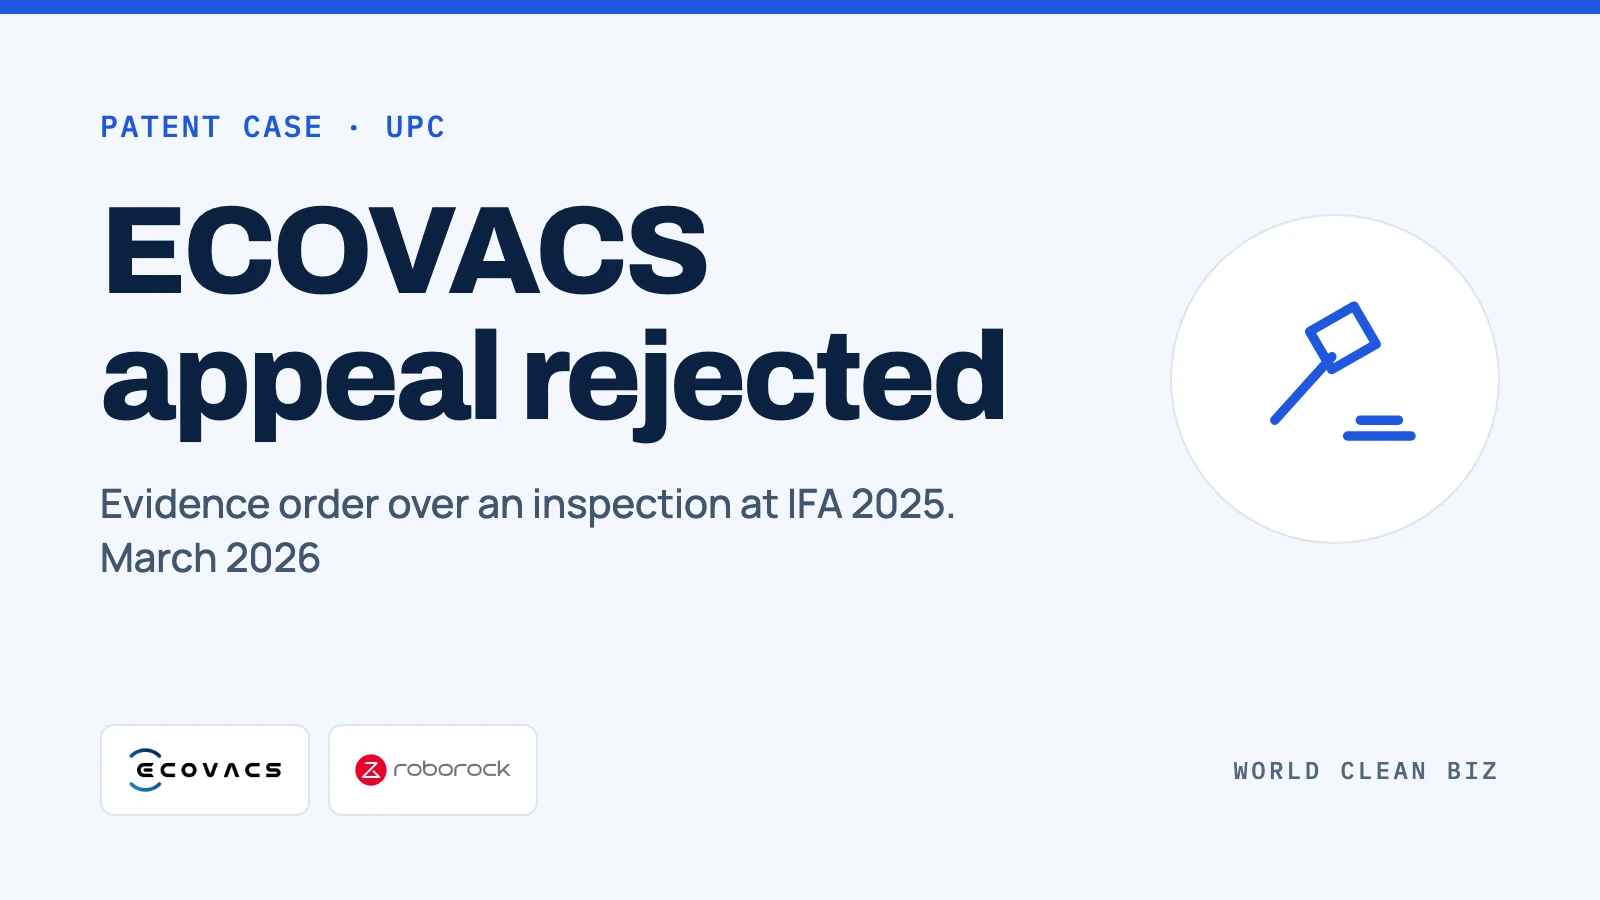 PATENT CASE · UPC
ECOVACS
appeal rejected
Evidence order over an inspection at IFA 2025.
March 2026
ECOVACS
roborock
WORLD CLEAN BIZ